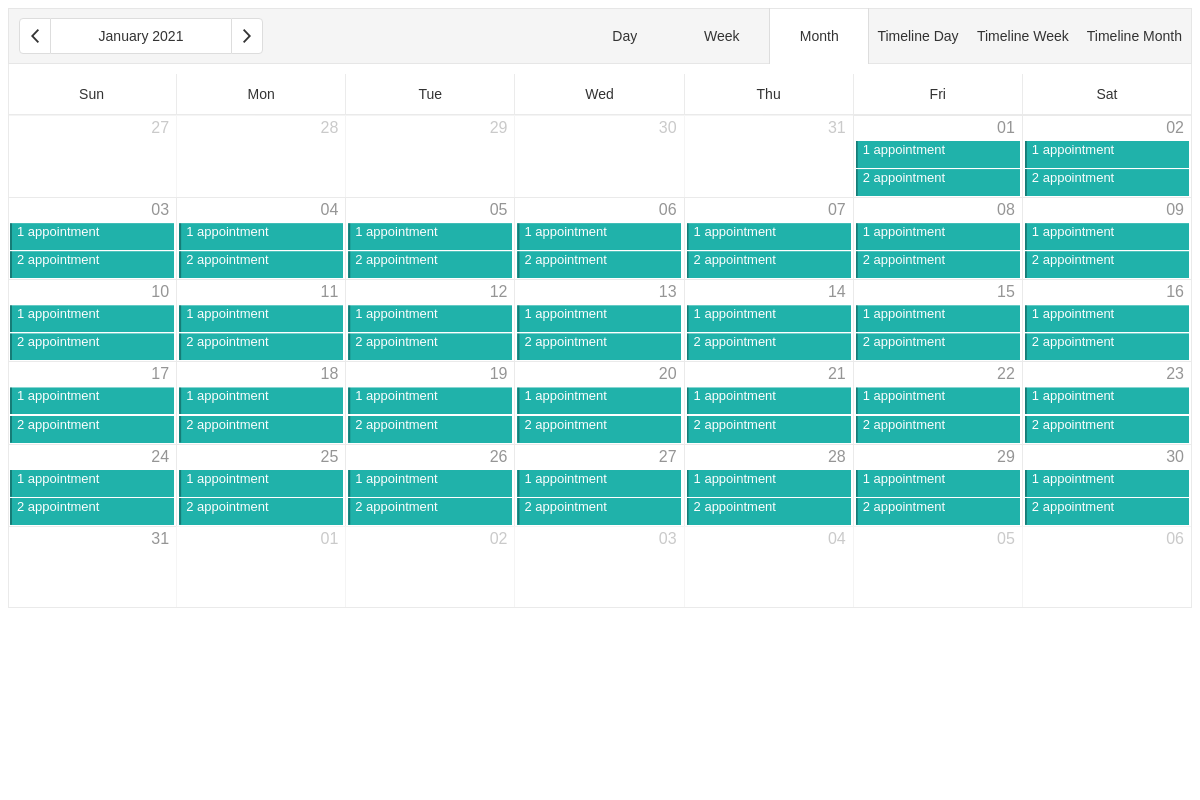 January 2021 Day Week Month Timeline Day Timeline Week Timeline Month
Sun Mon Tue Wed Thu Fri Sat
27 28 29 30 31 01 02
1 appointment 1 appointment
2 appointment 2 appointment
03 04 05 06 07 08 09
1 appointment 1 appointment 1 appointment 1 appointment 1 appointment 1 appointment 1 appointment
2 appointment 2 appointment 2 appointment 2 appointment 2 appointment 2 appointment 2 appointment
10 11 12 13 14 15 16
1 appointment 1 appointment 1 appointment 1 appointment 1 appointment 1 appointment 1 appointment
2 appointment 2 appointment 2 appointment 2 appointment 2 appointment 2 appointment 2 appointment
17 18 19 20 21 22 23
1 appointment 1 appointment 1 appointment 1 appointment 1 appointment 1 appointment 1 appointment
2 appointment 2 appointment 2 appointment 2 appointment 2 appointment 2 appointment 2 appointment
24 25 26 27 28 29 30
1 appointment 1 appointment 1 appointment 1 appointment 1 appointment 1 appointment 1 appointment
2 appointment 2 appointment 2 appointment 2 appointment 2 appointment 2 appointment 2 appointment
31 01 02 03 04 05 06